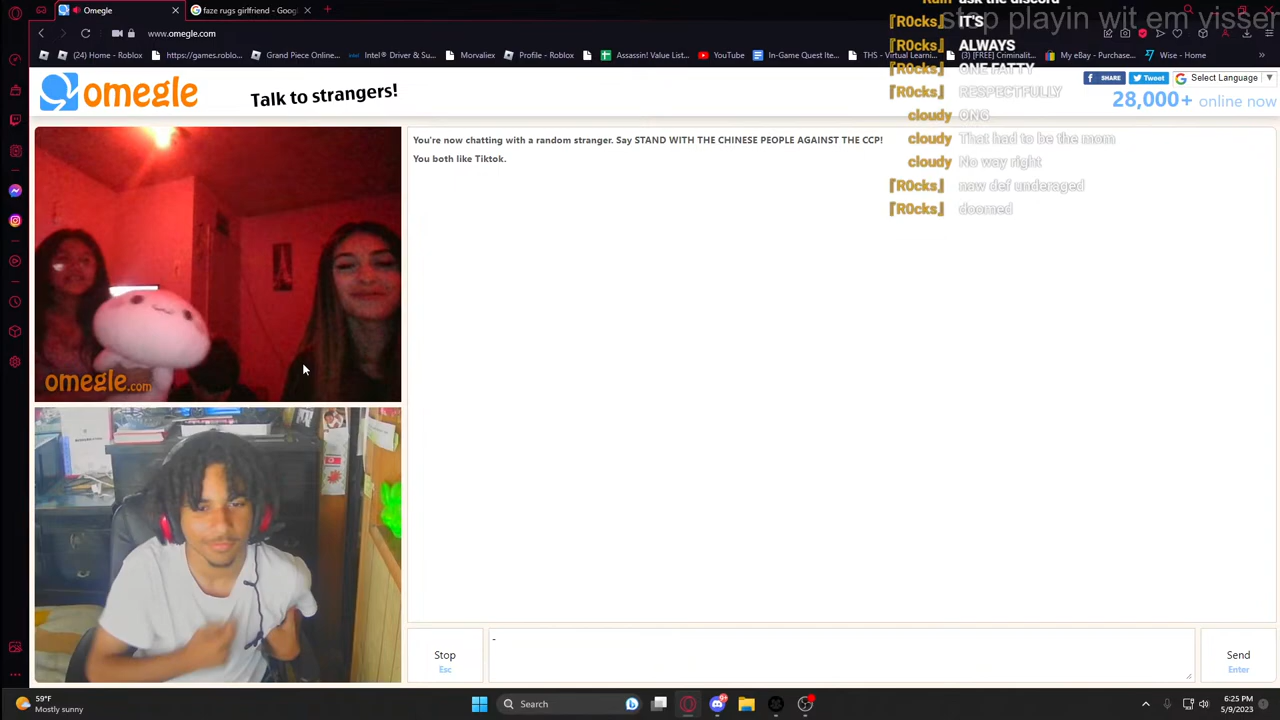 Omegle
faze rugs girlfriend - Goog
www.omegle.com
(24) Home - Roblox
https://games.roblo...
Grand Piece Online...
Intel® Driver & Su...
Morvaliex
Profile - Roblox
Assassin! Value List...
YouTube
In-Game Quest Ite...
THS - Virtual Learni...
(3) [FREE] Criminalit...
My eBay - Purchase...
Wise - Home
stop playin wit em visser
ask the discord
『R0cks』 IT'S
『R0cks』 ALWAYS
『R0cks』 ONE FATTY
『R0cks』 RESPECTFULLY
cloudy ONG
cloudy That had to be the mom
cloudy No way right
『R0cks』 naw def underaged
『R0cks』 doomed
omegle
Talk to strangers!
SHARE
Tweet
Select Language
28,000+ online now
You're now chatting with a random stranger. Say STAND WITH THE CHINESE PEOPLE AGAINST THE CCP!
You both like Tiktok.
omegle.com
-
Stop
Esc
Send
Enter
59°F
Mostly sunny
Search
6:25 PM
5/9/2023